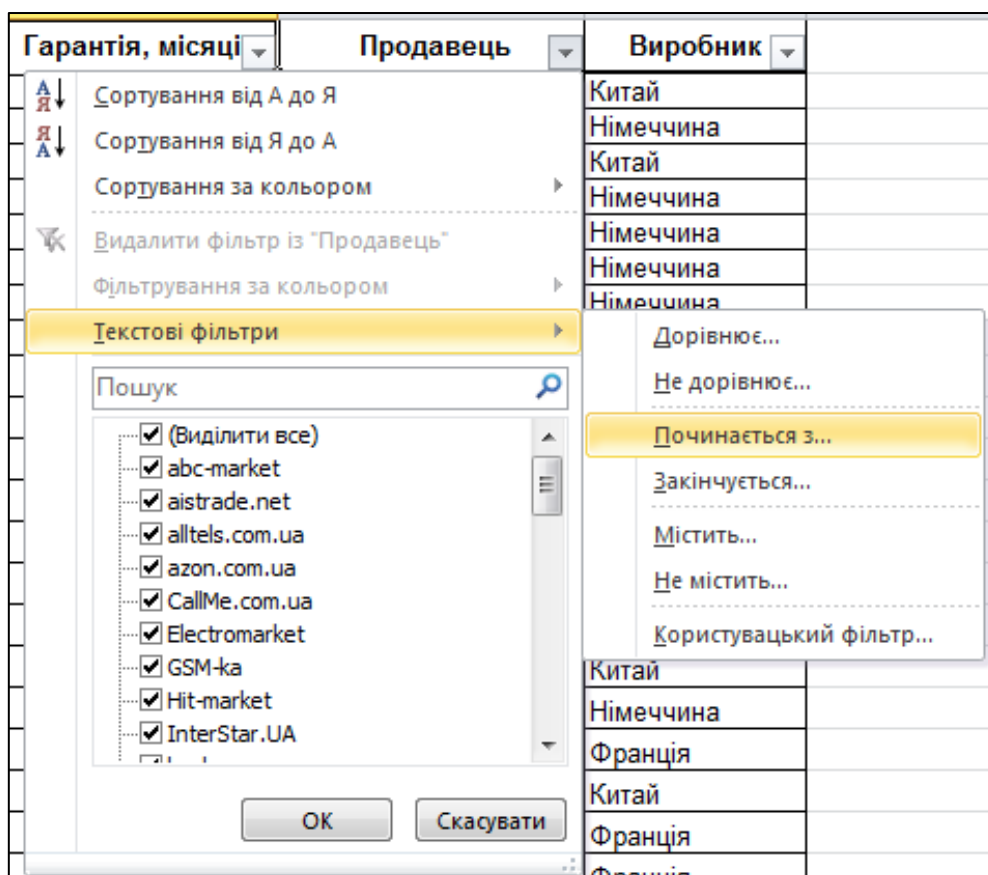 Гарантія, місяці Продавець Виробник
Китай
Німеччина
Китай
Німеччина
Німеччина
Німеччина
Німеччина
Сортування від А до Я
Сортування від Я до А
Сортування за кольором
Видалити фільтр із "Продавець"
Фільтрування за кольором
Текстові фільтри
Пошук
(Виділити все)
abc-market
aistrade.net
alltels.com.ua
azon.com.ua
CallMe.com.ua
Electromarket
GSM-ka
Hit-market
InterStar.UA
ОК Скасувати
Дорівнює...
Не дорівнює...
Починається з...
Закінчується...
Містить...
Не містить...
Користувацький фільтр...
Китай
Німеччина
Франція
Китай
Франція
Франція